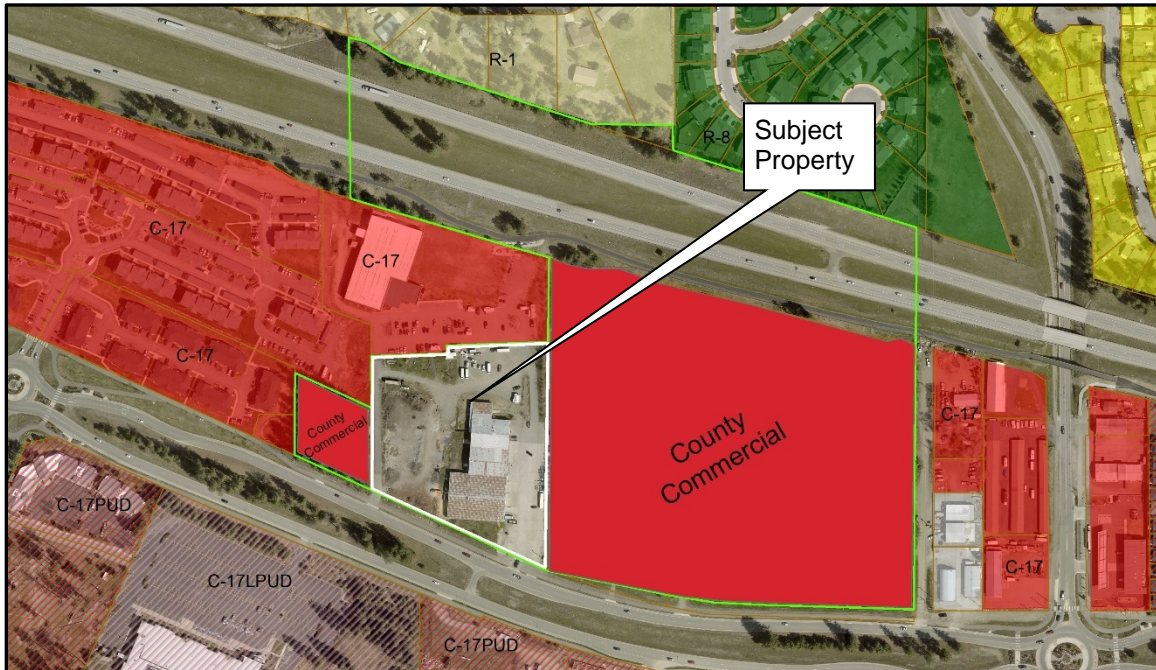 R-1
R-8
Subject
Property
C-17
C-17
C-17
County
Commercial
County
Commercial
C-17
C-17
C-17PUD
C-17LPUD
C-17PUD